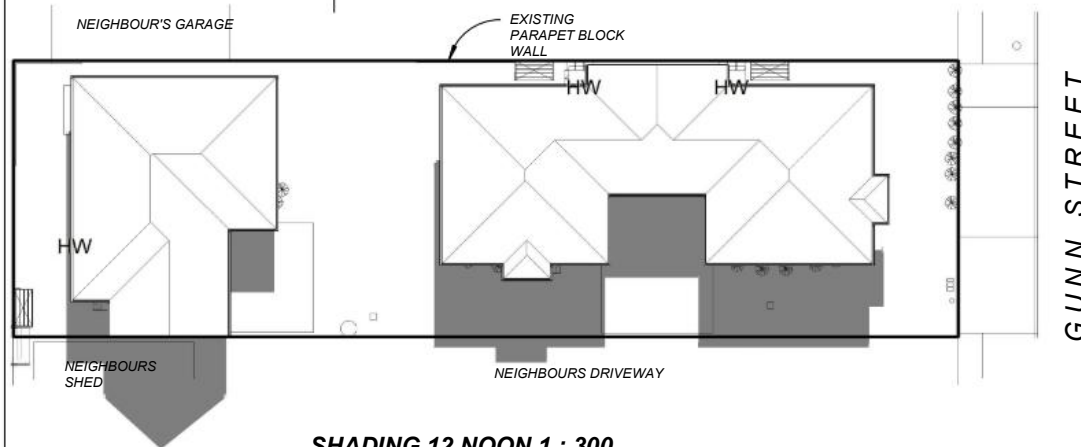 NEIGHBOUR'S GARAGE
EXISTING
PARAPET BLOCK
WALL
HW
HW
HW
GUNN STREET
NEIGHBOURS
SHED
NEIGHBOURS DRIVEWAY
SHADING 12 NOON 1 : 300